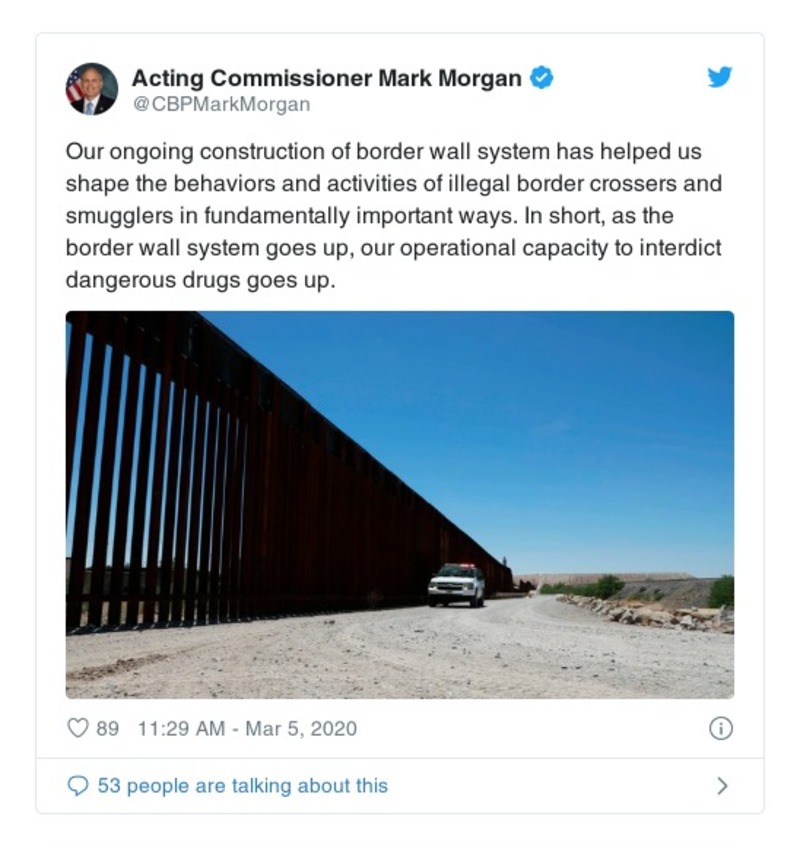 Acting Commissioner Mark Morgan
@CBPMarkMorgan
Our ongoing construction of border wall system has helped us
shape the behaviors and activities of illegal border crossers and
smugglers in fundamentally important ways. In short, as the
border wall system goes up, our operational capacity to interdict
dangerous drugs goes up.
89 11:29 AM - Mar 5, 2020
53 people are talking about this